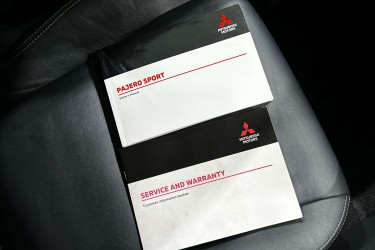 MITSUBISHI
MOTORS
PAJERO SPORT
Owner's Manual
MITSUBISHI
MOTORS
SERVICE AND WARRANTY
Customer Information Booklet